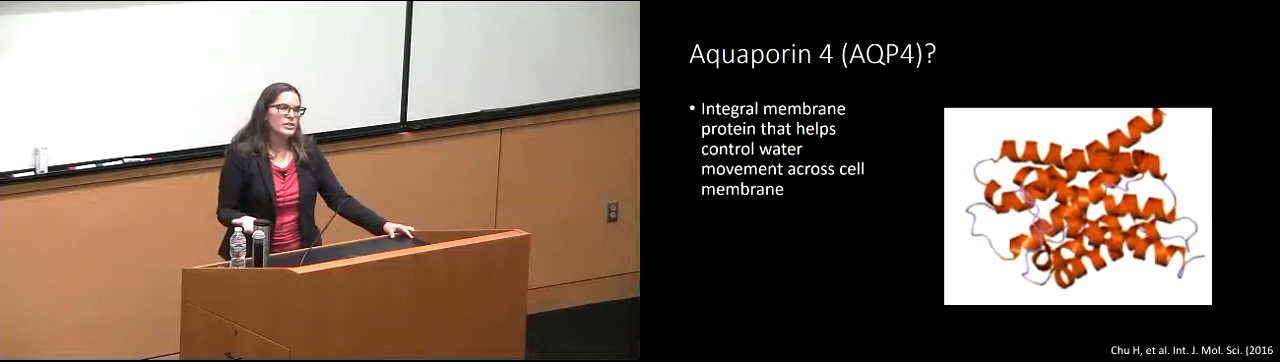 Aquaporin 4 (AQP4)?
• Integral membrane
protein that helps
control water
movement across cell
membrane
Chu H, et al. Int. J. Mol. Sci. (2016